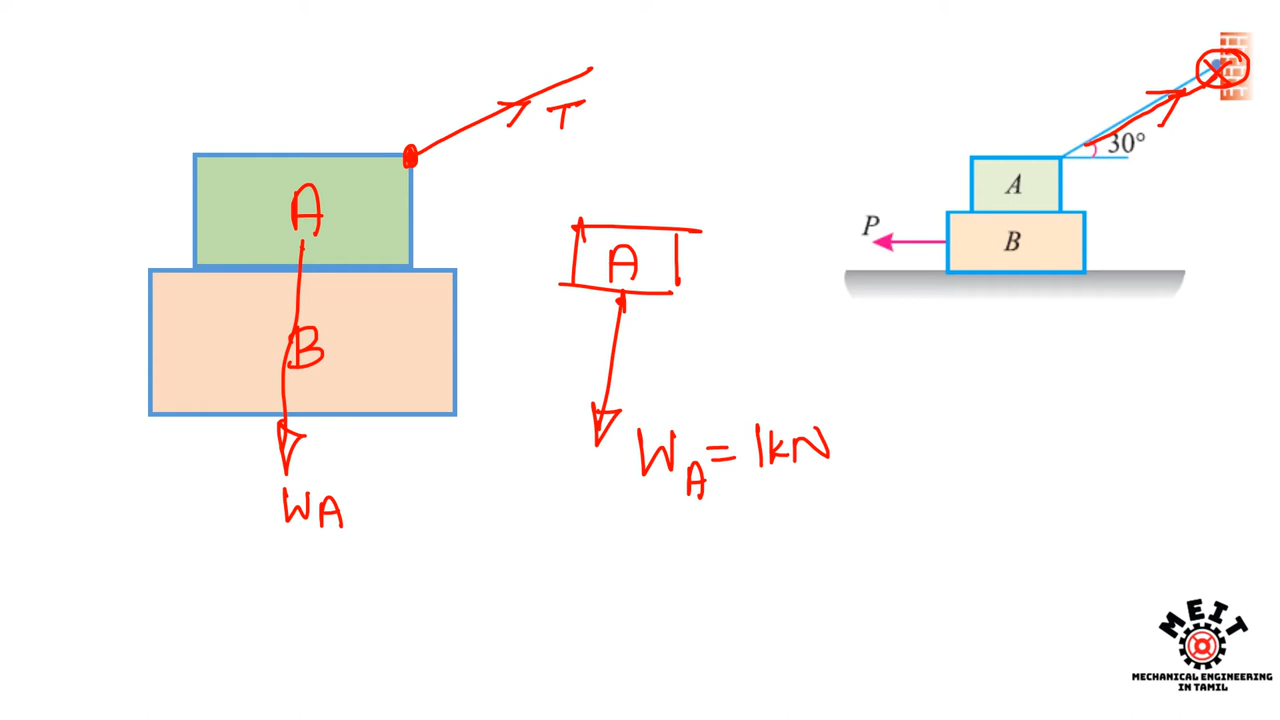 T
A
B
WA
A
WA = 1kN
30°
A
P
B
MEIT
MECHANICAL ENGINEERING
IN TAMIL